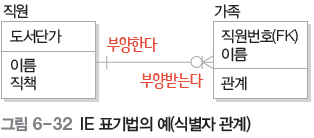 직원
도서단가
이름
직책
부양한다
부양받는다
가족
직원번호(FK)
이름
관계
그림 6-32 IE 표기법의 예(식별자 관계)